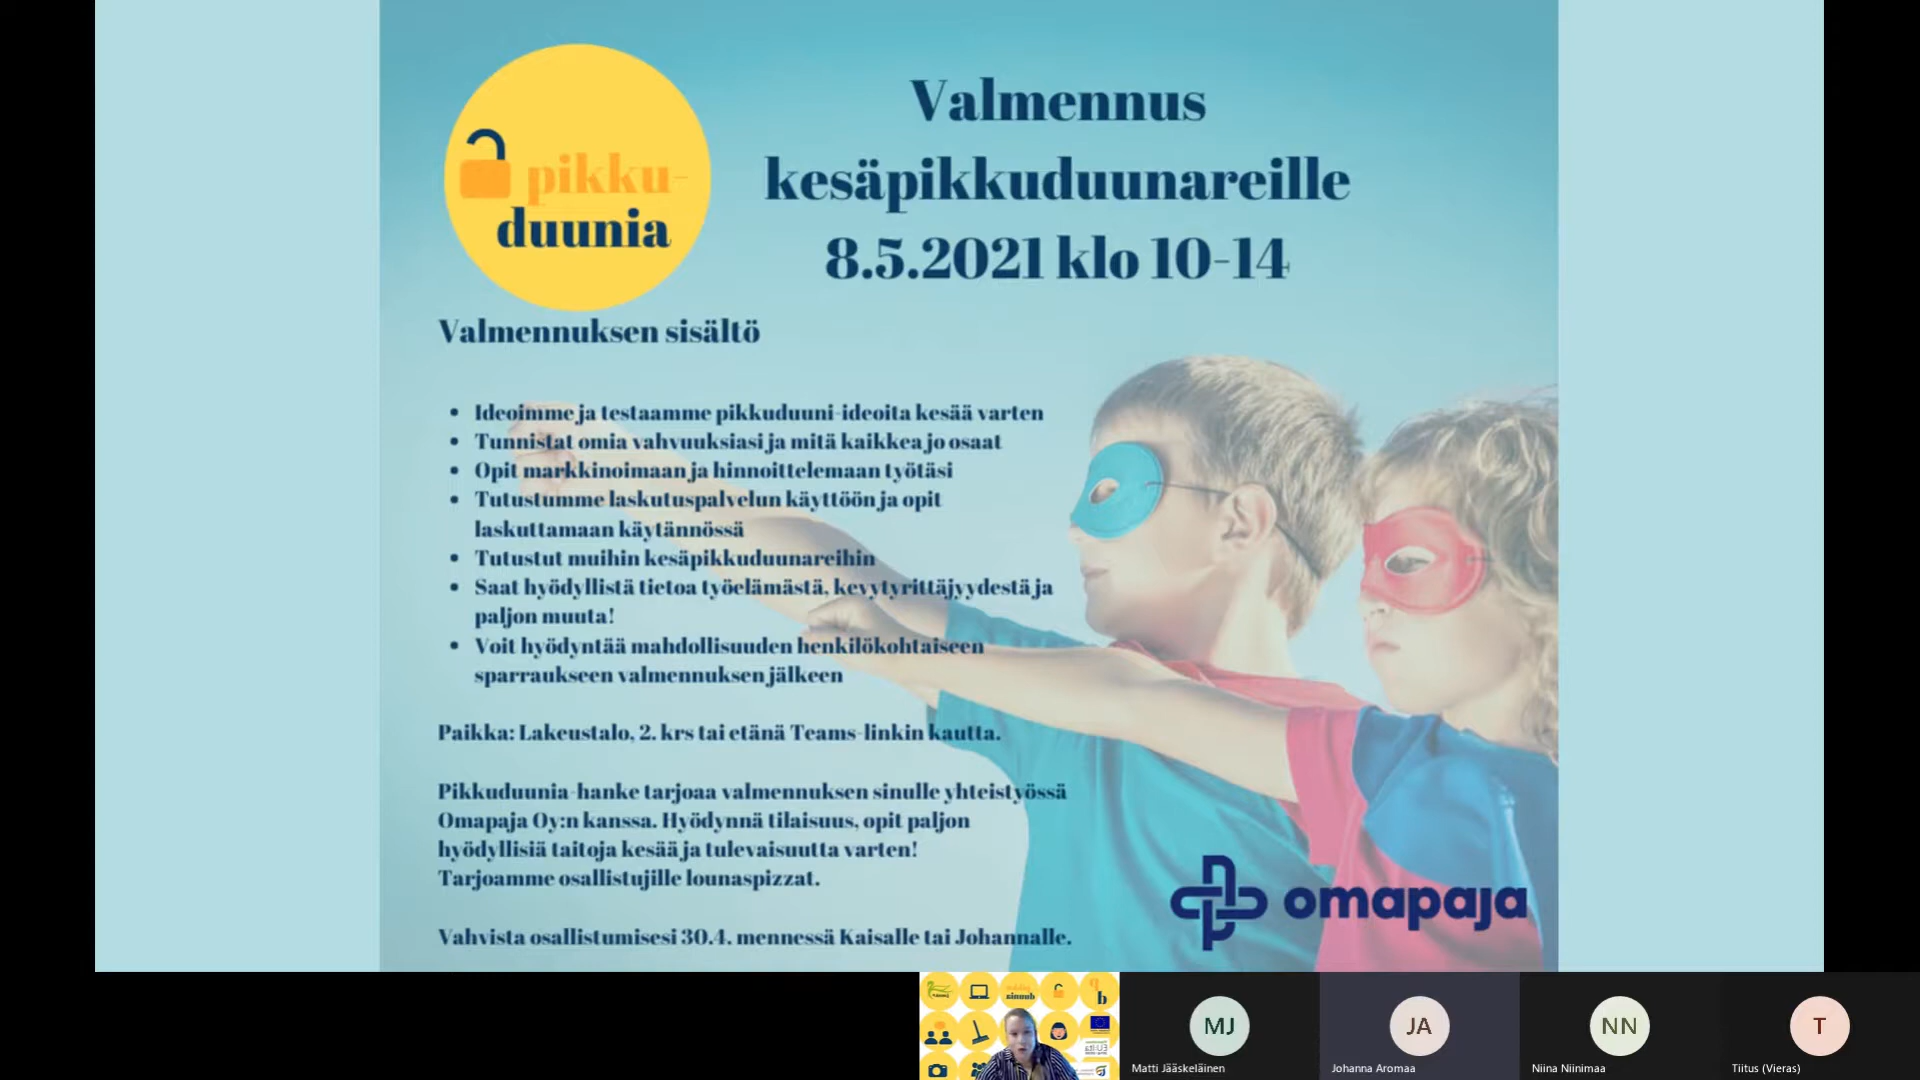 pikku-
duunia
Valmennus
kesäpikkuduunareille
8.5.2021 klo 10-14
Valmennuksen sisältö
• Ideoimme ja testaamme pikkuduuni-ideoita kesää varten
• Tunnistat omia vahvuuksiasi ja mitä kaikkea jo osaat
• Opit markkinoimaan ja hinnoittelemaan työtäsi
• Tutustumme laskutuspalvelun käyttöön ja opit
laskuttamaan käytännössä
• Tutustut muihin kesäpikkuduunareihin
• Saat hyödyllistä tietoa työelämästä, kevytyrittäjyydestä ja
paljon muuta!
• Voit hyödyntää mahdollisuuden henkilökohtaiseen
sparraukseen valmennuksen jälkeen
Paikka: Lakeustalo, 2. krs tai etänä Teams-linkin kautta.
Pikkuduunia-hanke tarjoaa valmennuksen sinulle yhteistyössä
Omapaja Oy:n kanssa. Hyödynnä tilaisuus, opit paljon
hyödyllisiä taitoja kesää ja tulevaisuutta varten!
Tarjoamme osallistujille lounaspizzat.
Vahvista osallistumisesi 30.4. mennessä Kaisalle tai Johannalle.
omapaja
MJ
Matti Jääskeläinen
JA
Johanna Aromaa
NN
Niina Niinimaa
T
Tiitus (Vieras)